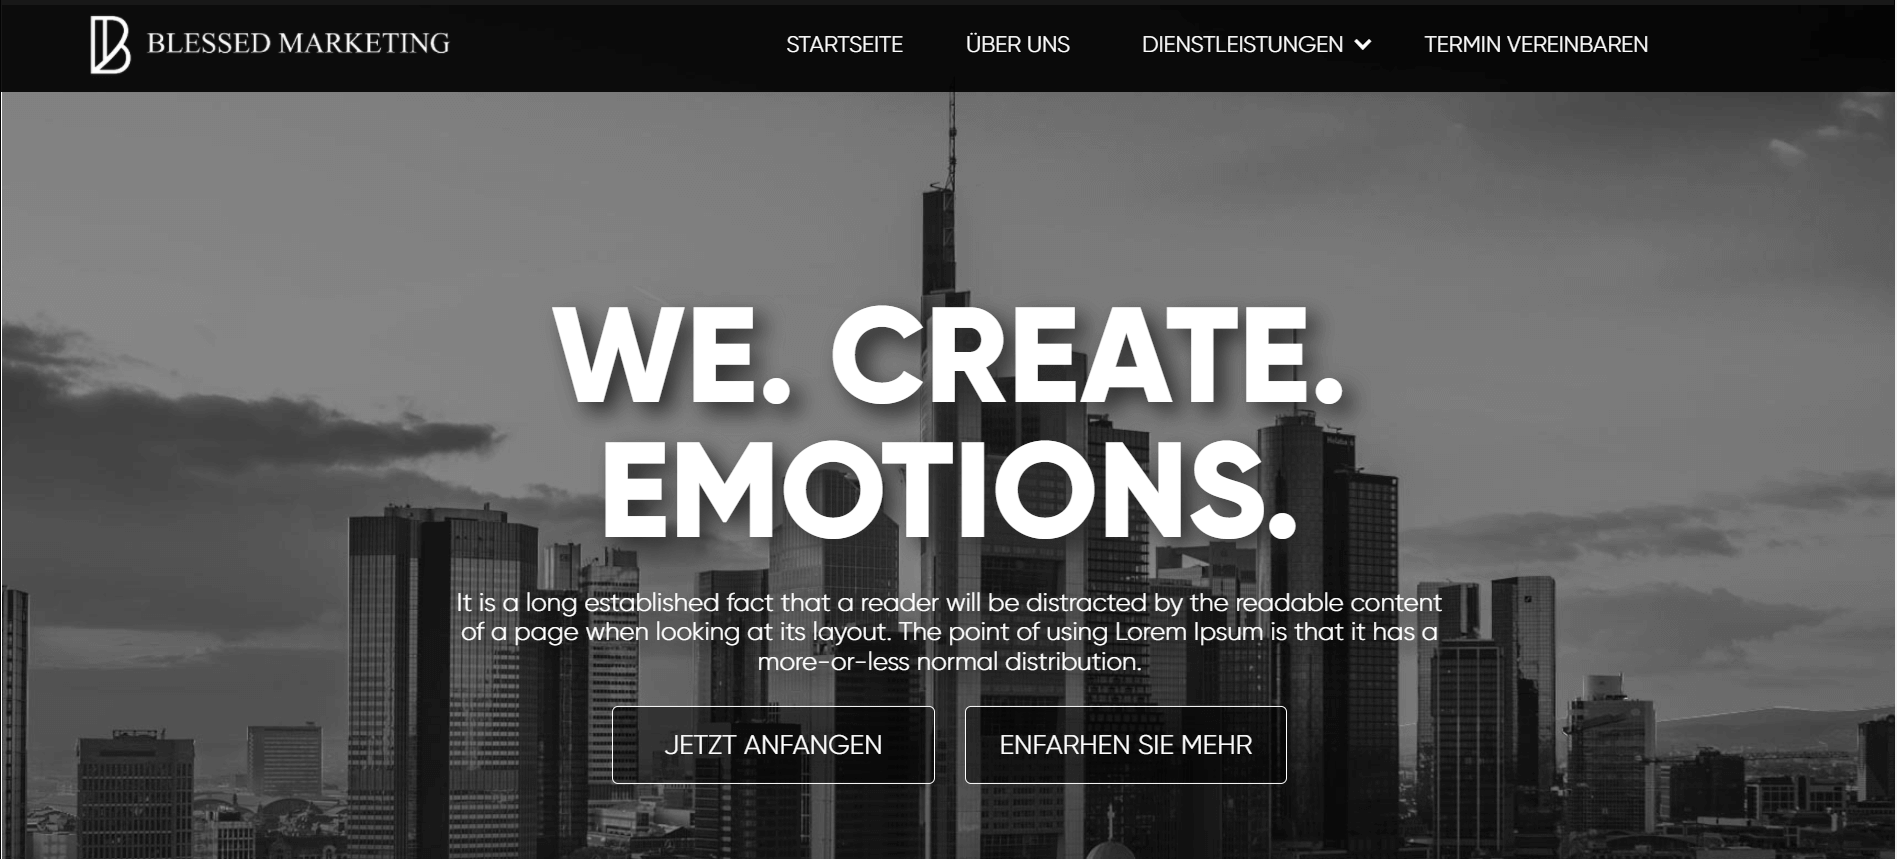 BLESSED MARKETING
STARTSEITE
ÜBER UNS
DIENSTLEISTUNGEN
TERMIN VEREINBAREN
WE. CREATE.
EMOTIONS.
It is a long established fact that a reader will be distracted by the readable content
of a page when looking at its layout. The point of using Lorem Ipsum is that it has a
more-or-less normal distribution.
JETZT ANFANGEN
ENFARHEN SIE MEHR